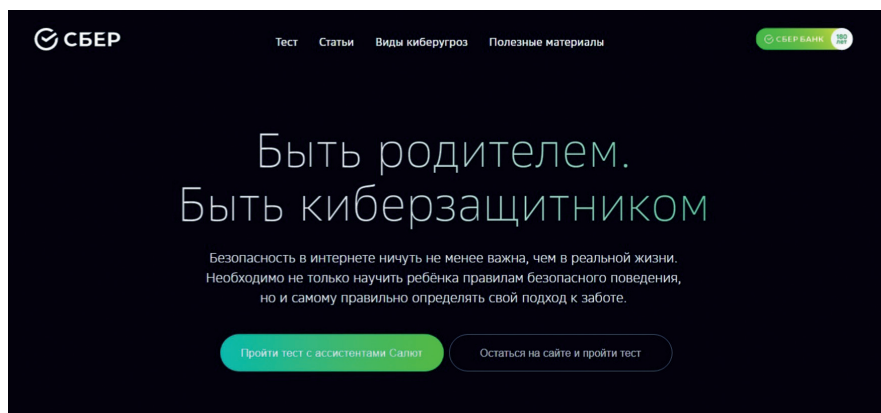 СБЕР
Тест Статьи Виды киберугроз Полезные материалы
СБЕР БАНК 180 лет
Быть родителем.
Быть киберзащитником
Безопасность в интернете ничуть не менее важна, чем в реальной жизни.
Необходимо не только научить ребёнка правилам безопасного поведения,
но и самому правильно определять свой подход к заботе.
Пройти тест с ассистентами Салют
Остаться на сайте и пройти тест